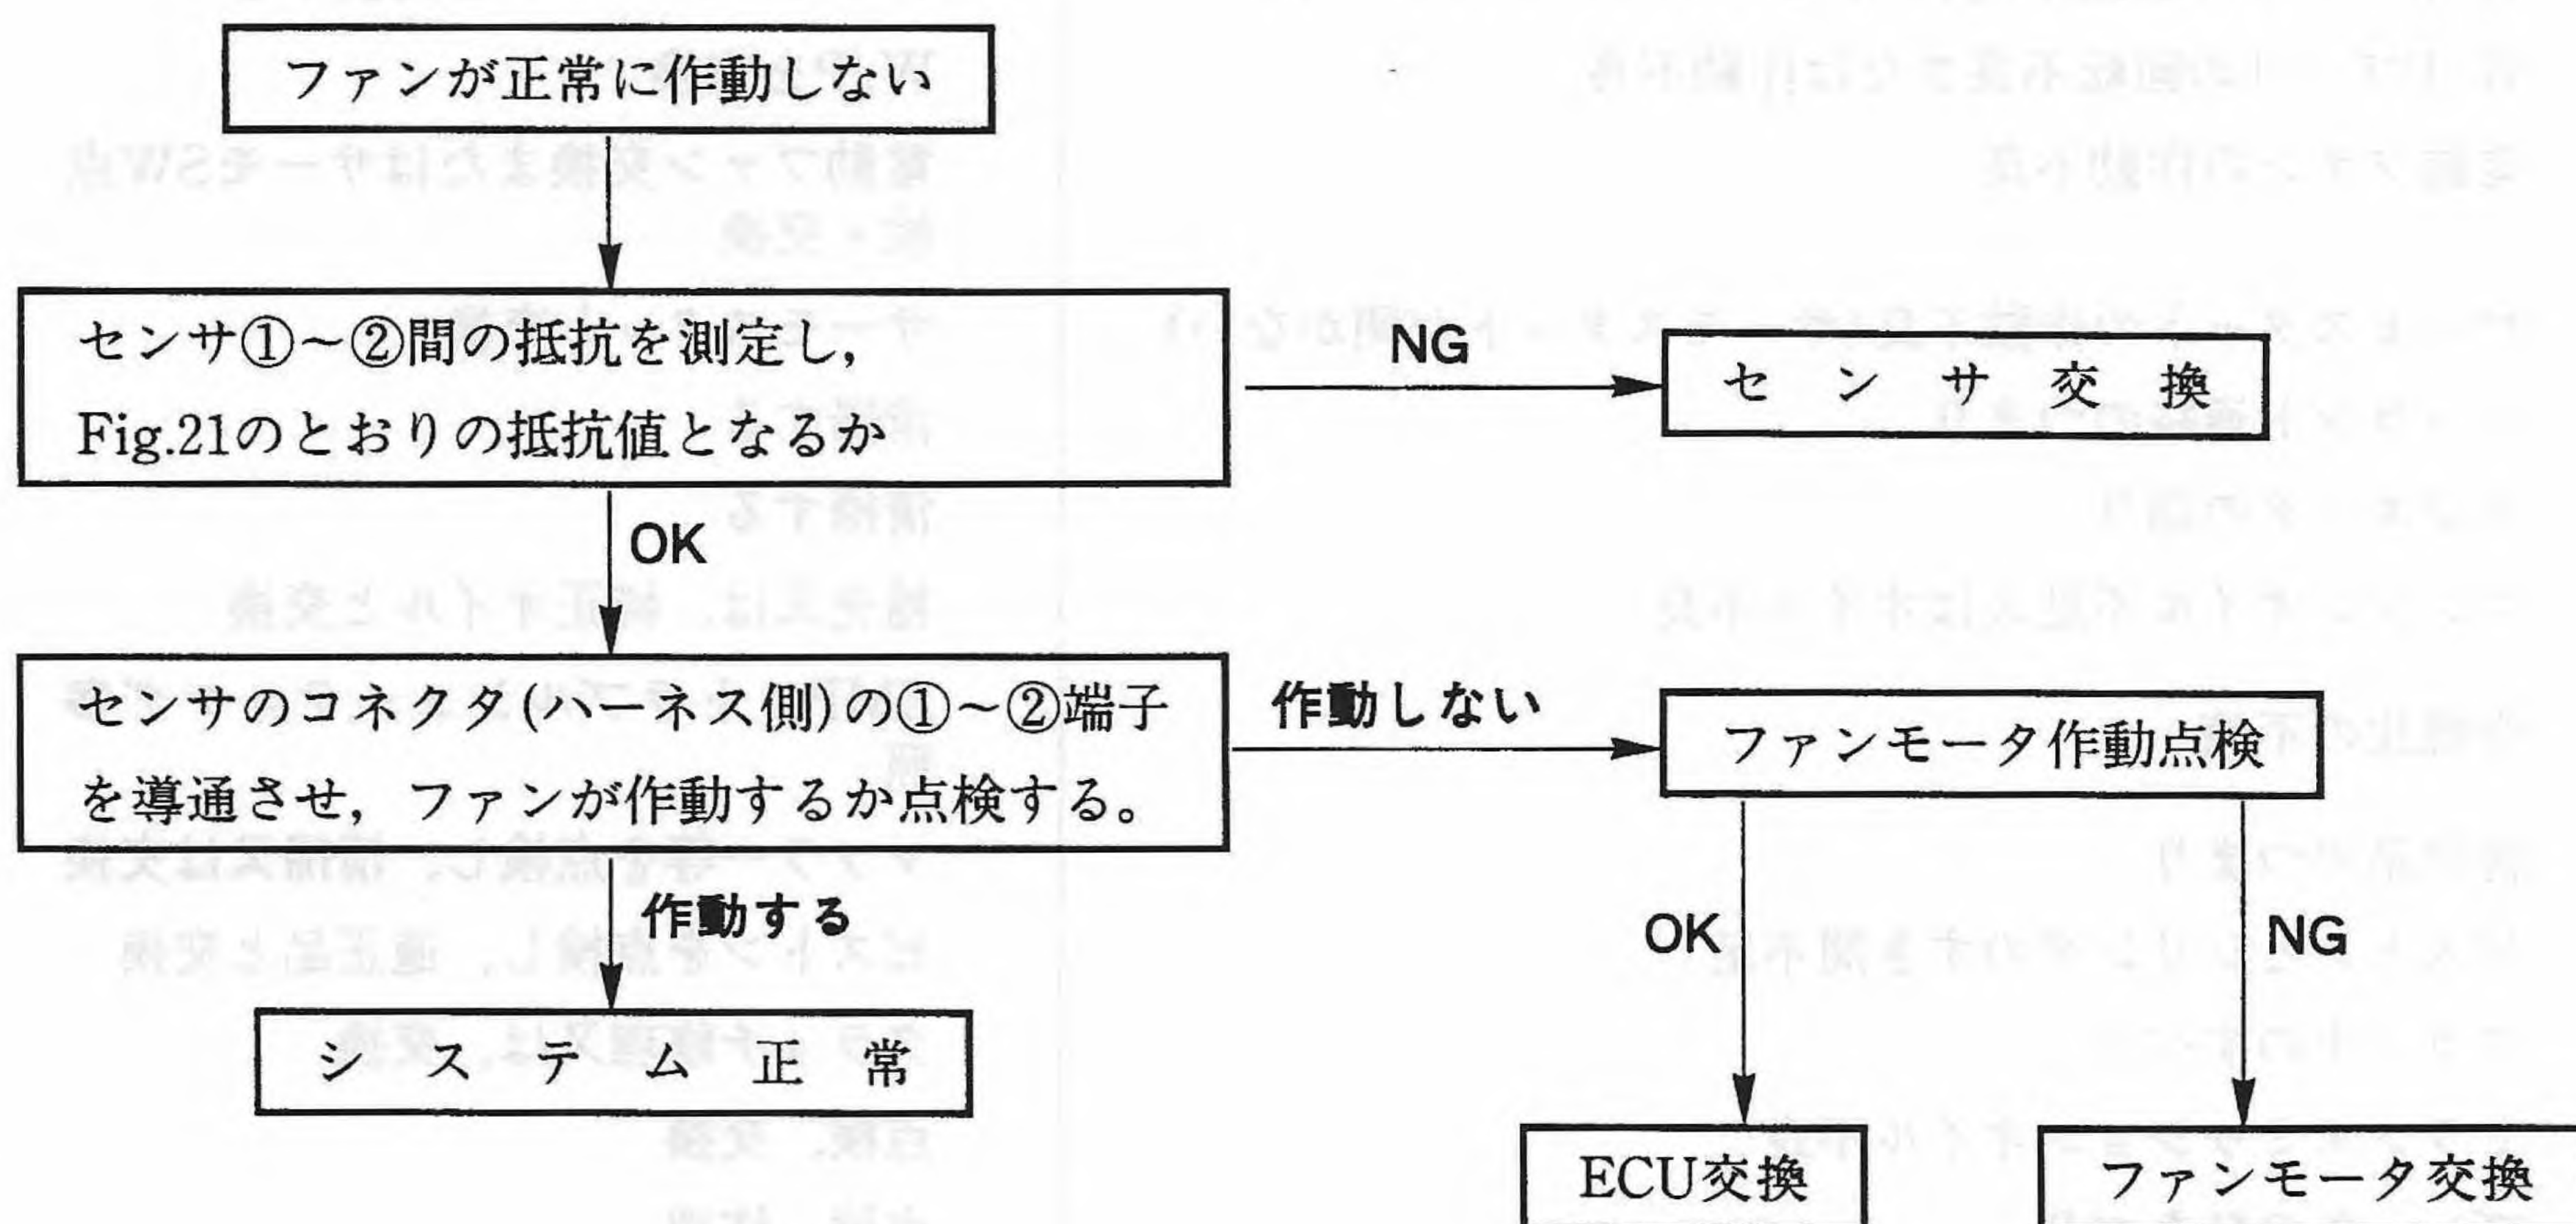 ファンが正常に作動しない
センサ①～②間の抵抗を測定し，
Fig.21のとおりの抵抗値となるか
NG
センサ交換
OK
センサのコネクタ(ハーネス側)の①～②端子
を導通させ，ファンが作動するか点検する。
作動しない
ファンモータ作動点検
作動する
OK
NG
システム正常
ECU交換
ファンモータ交換